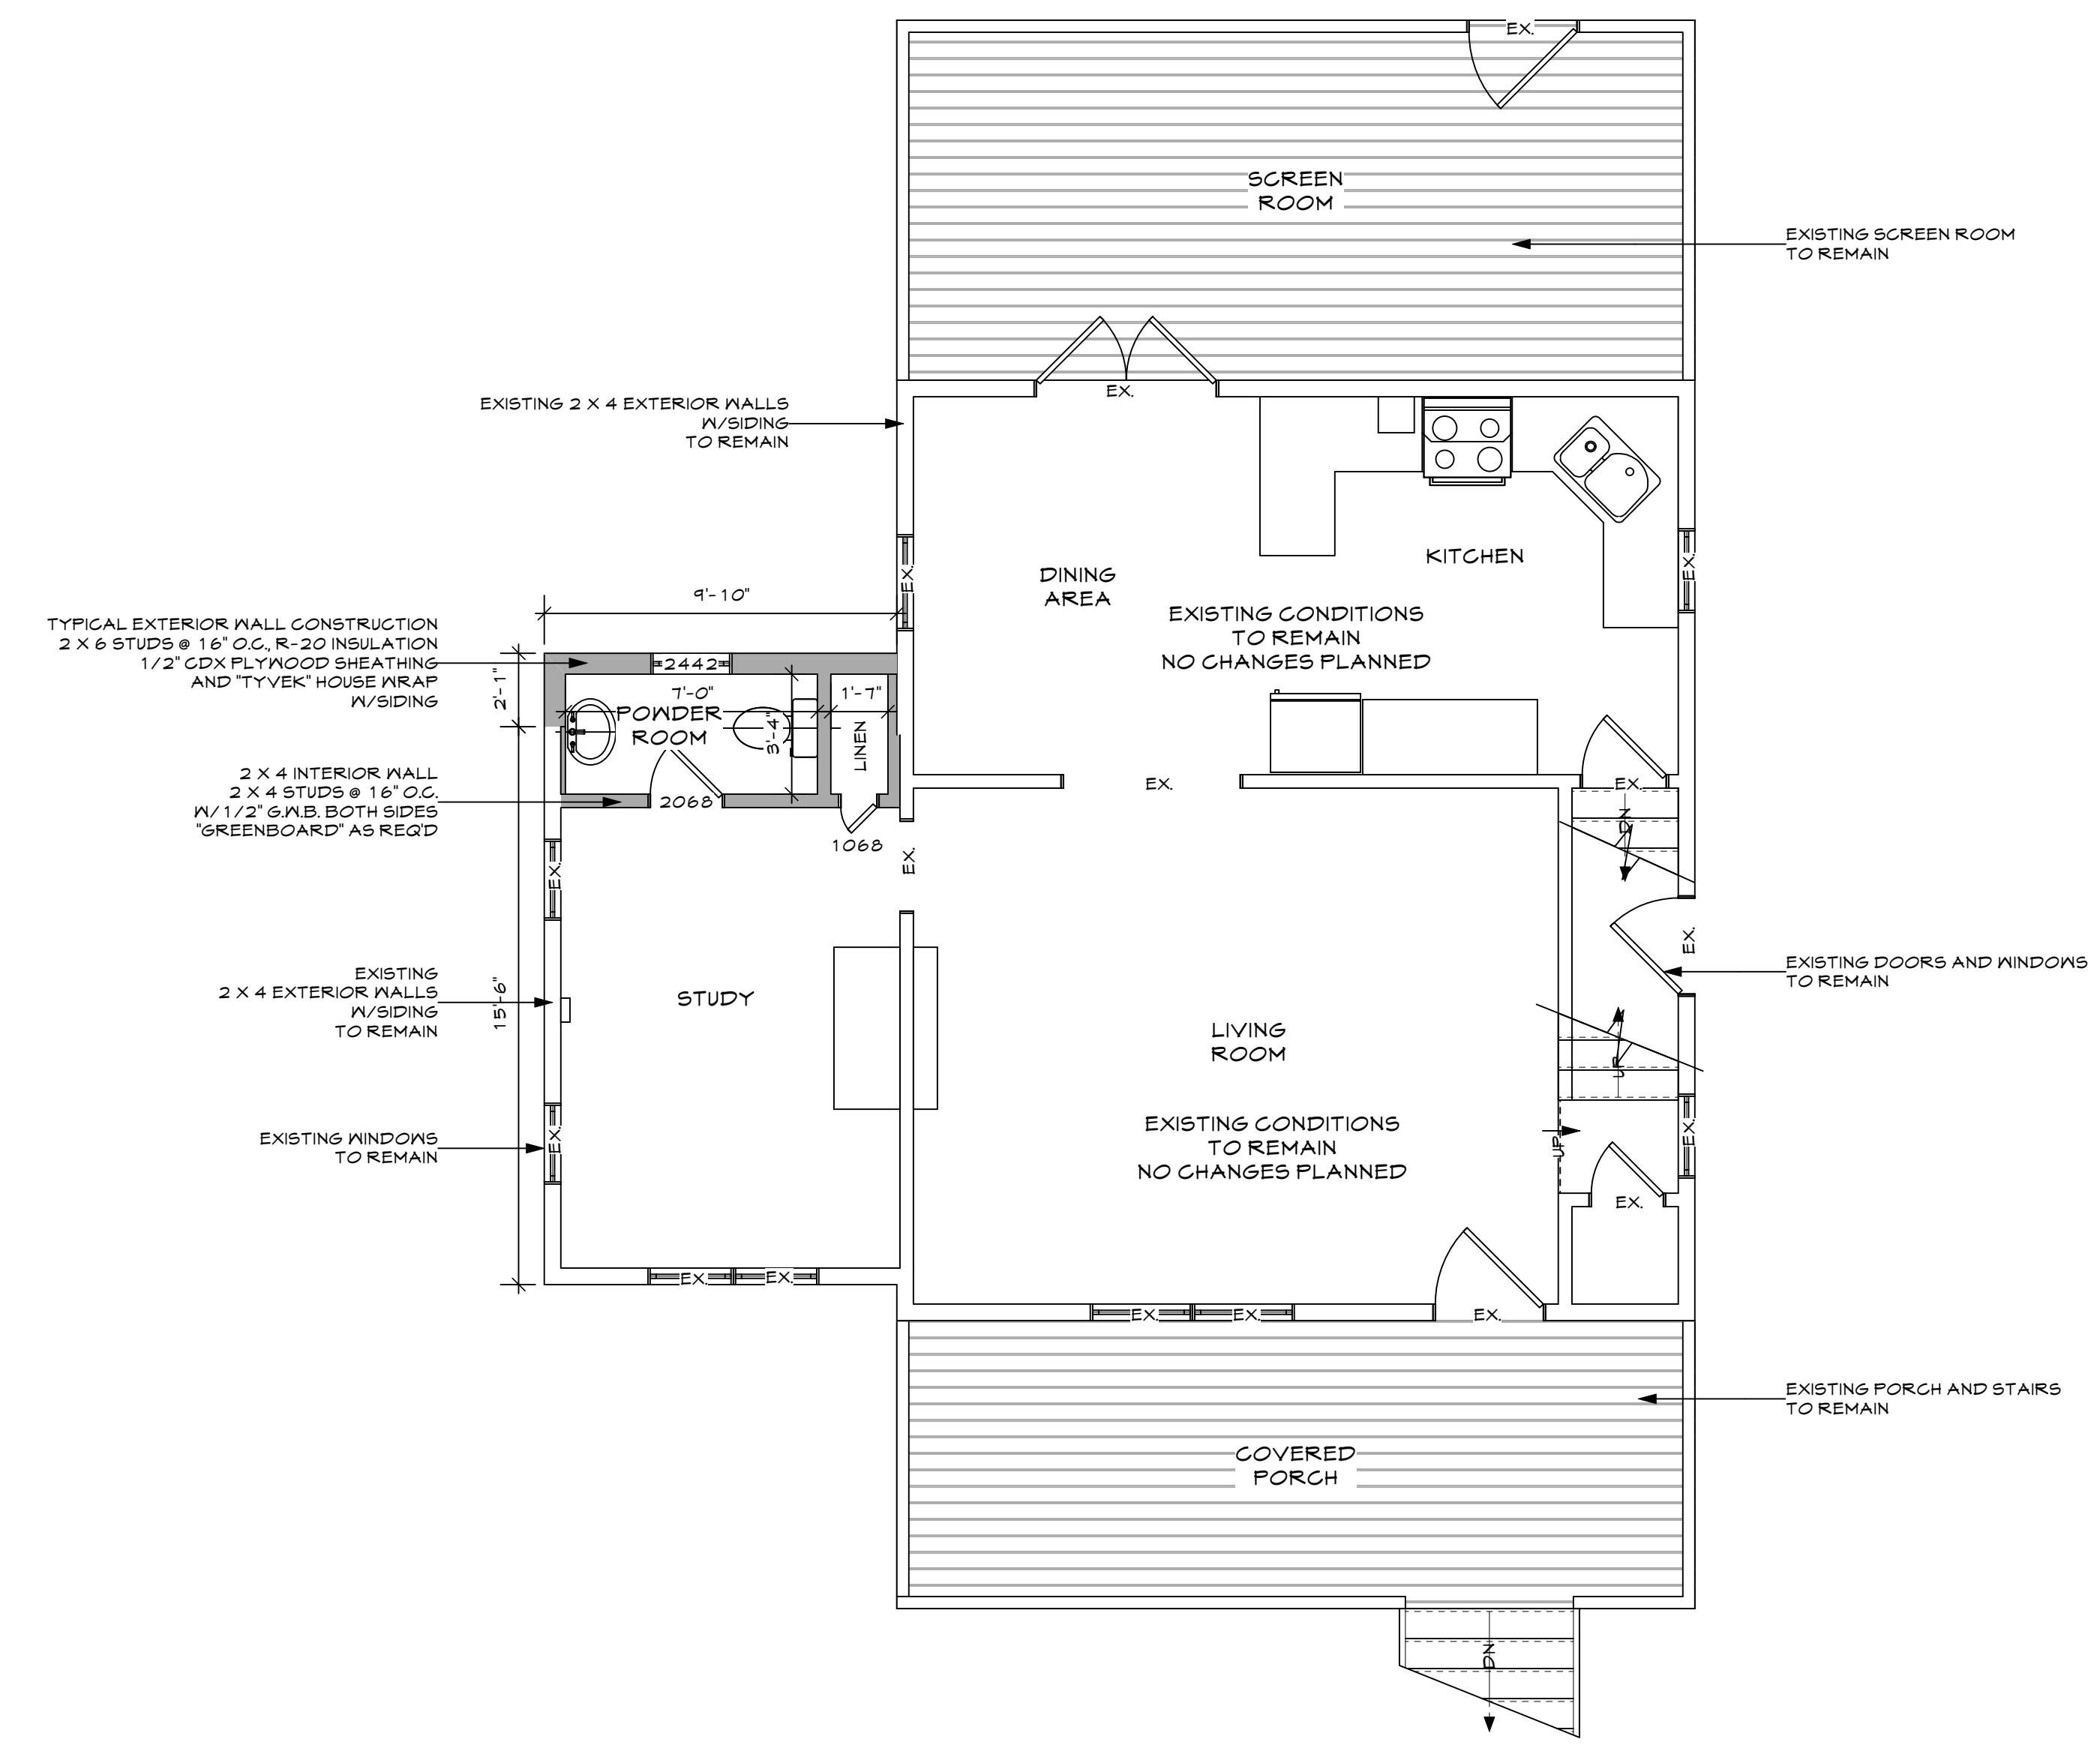 EX.
SCREEN
ROOM
EXISTING SCREEN ROOM
TO REMAIN
EX.
EXISTING 2 X 4 EXTERIOR WALLS
W/SIDING
TO REMAIN
KITCHEN
DINING
AREA
EX.
EX.
EXISTING CONDITIONS
TO REMAIN
NO CHANGES PLANNED
9'-10"
TYPICAL EXTERIOR WALL CONSTRUCTION
2 X 6 STUDS @ 16" O.C., R-20 INSULATION
1/2" CDX PLYWOOD SHEATHING
AND "TYVEK" HOUSE WRAP
W/SIDING
2'-1"
2442
7'-0"
1'-7"
POWDER
ROOM
3'-4"
LINEN
2 X 4 INTERIOR WALL
2 X 4 STUDS @ 16" O.C.
W/1/2" G.W.B. BOTH SIDES
"GREENBOARD" AS REQ'D
2068
1068
EX.
EX.
EX.
DN
EX.
EX.
EXISTING DOORS AND WINDOWS
TO REMAIN
EXISTING
2 X 4 EXTERIOR WALLS
W/SIDING
TO REMAIN
15'-6"
STUDY
LIVING
ROOM
UP
EXISTING CONDITIONS
TO REMAIN
NO CHANGES PLANNED
EXISTING WINDOWS
TO REMAIN
EX.
UP
EX.
EX.
EX.
EX.
EX.
EX.
EX.
EXISTING PORCH AND STAIRS
TO REMAIN
COVERED
PORCH
DN